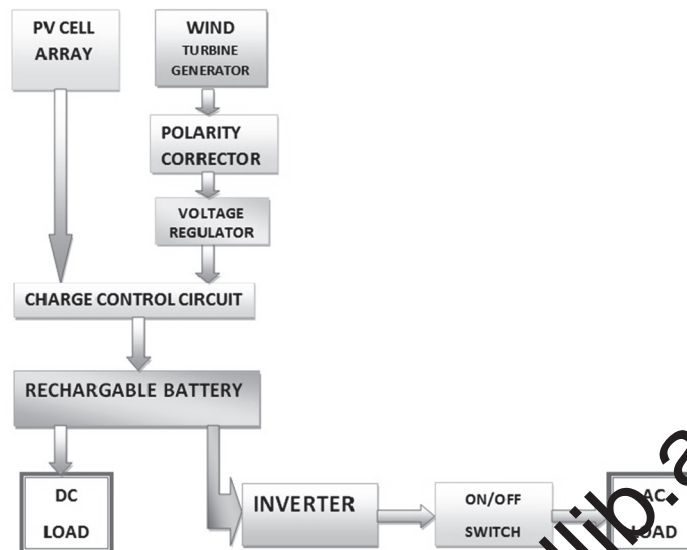 PV CELL
ARRAY
WIND
TURBINE
GENERATOR
POLARITY
CORRECTOR
VOLTAGE
REGULATOR
CHARGE CONTROL CIRCUIT
RECHARGABLE BATTERY
DC
LOAD
INVERTER
ON/OFF
SWITCH
AC
LOAD